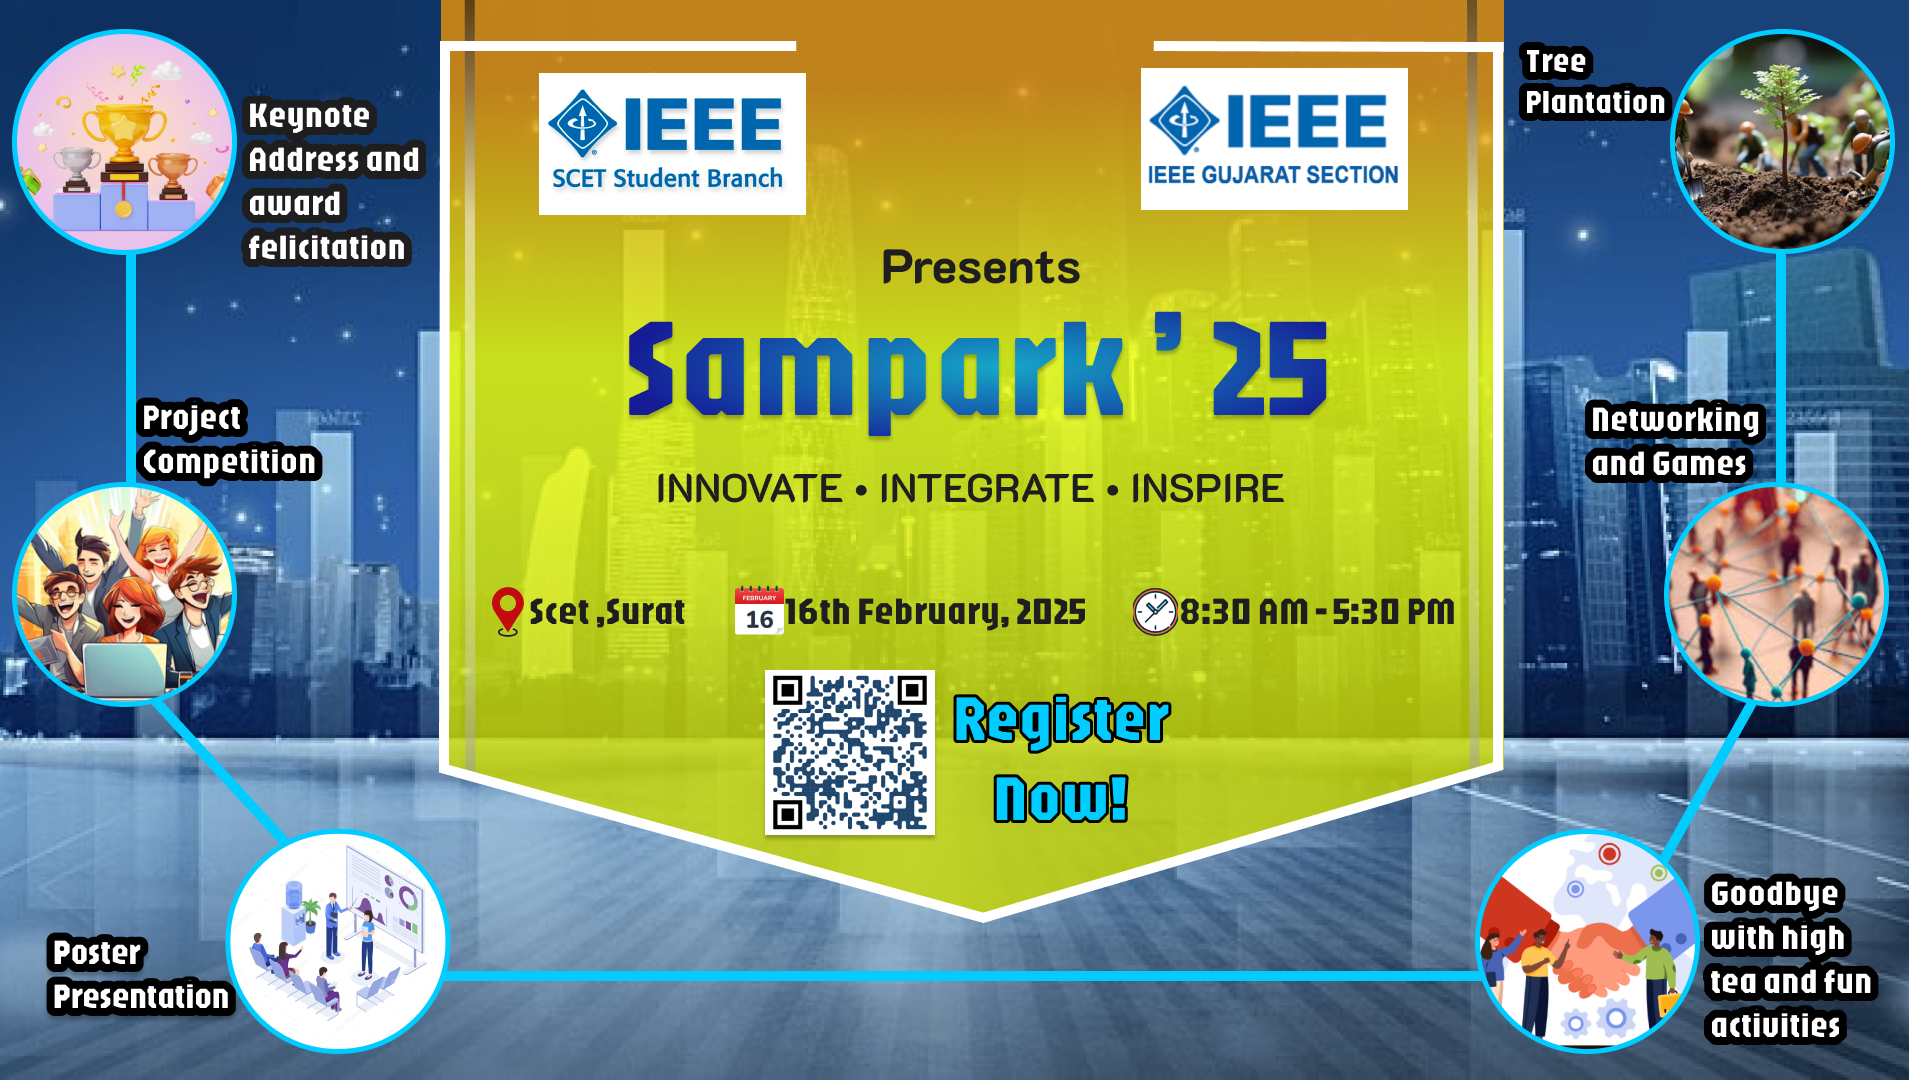 IEEE
SCET Student Branch
IEEE
IEEE GUJARAT SECTION
Presents
Sampark ’ 25
INNOVATE • INTEGRATE • INSPIRE
Scet ,Surat
FEBRUARY
16
16th February, 2025
8:30 AM - 5:30 PM
Register
Now!
Keynote
Address and
award
felicitation
Project
Competition
Poster
Presentation
Tree
Plantation
Networking
and Games
Goodbye
with high
tea and fun
activities